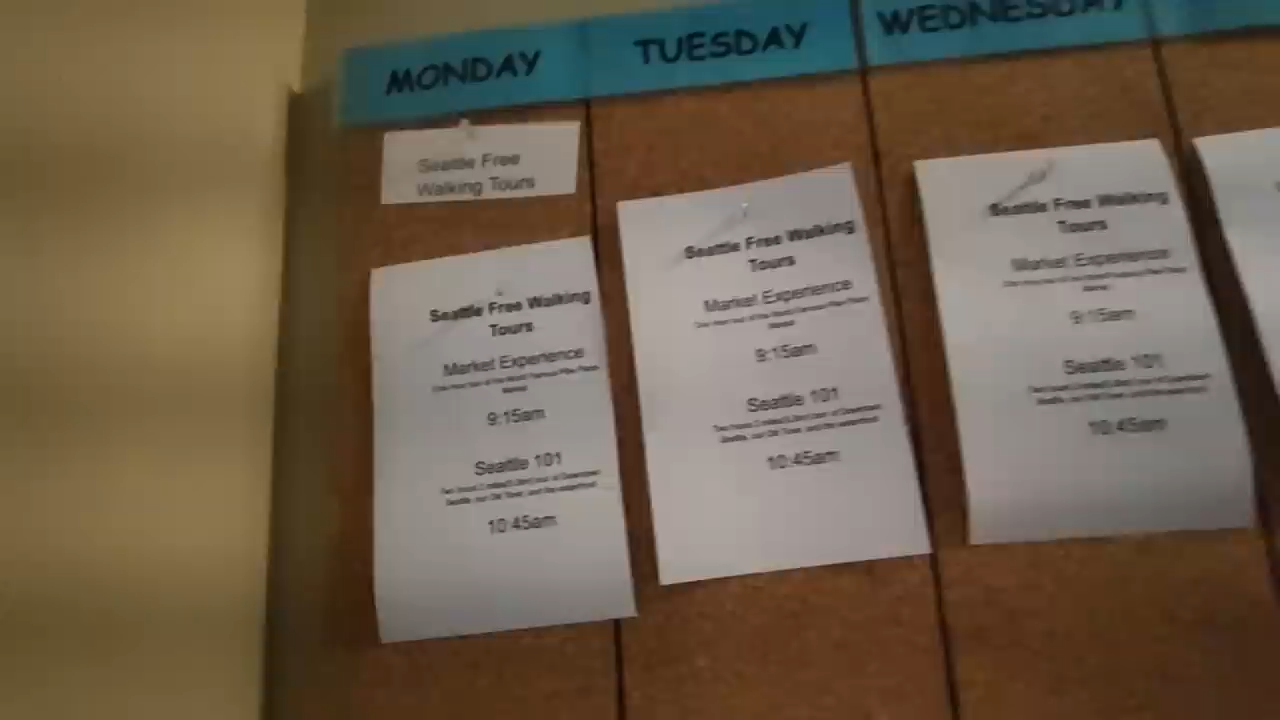 MONDAY
TUESDAY
WEDNESDAY
Seattle Free
Walking Tours
Seattle Free Walking
Tours
Market Experience
9:15am
Seattle 101
10:45am
Seattle Free Walking
Tours
Market Experience
9:15am
Seattle 101
10:45am
Seattle Free Walking
Tours
Market Experience
9:15am
Seattle 101
10:45am